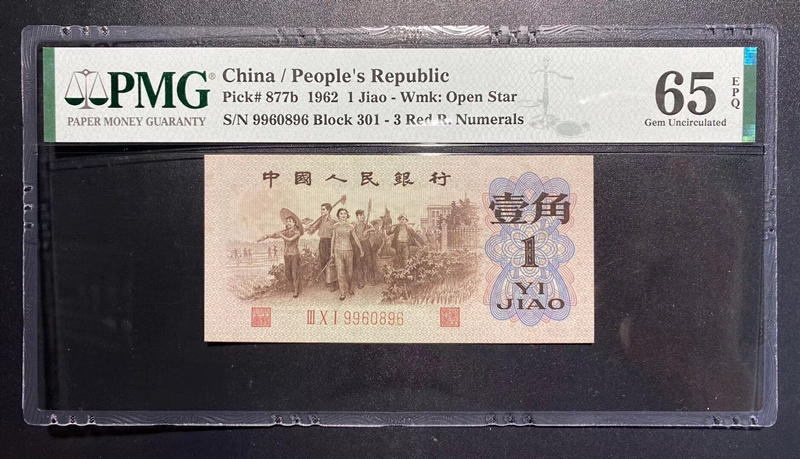 PMG®
PAPER MONEY GUARANTY
China / People's Republic
Pick# 877b 1962 1 Jiao - Wmk: Open Star
S/N 9960896 Block 301 - 3 Red R. Numerals
65 EPQ
Gem Uncirculated
中國人民銀行
壹角
1
YI
JIAO
III X I 9960896